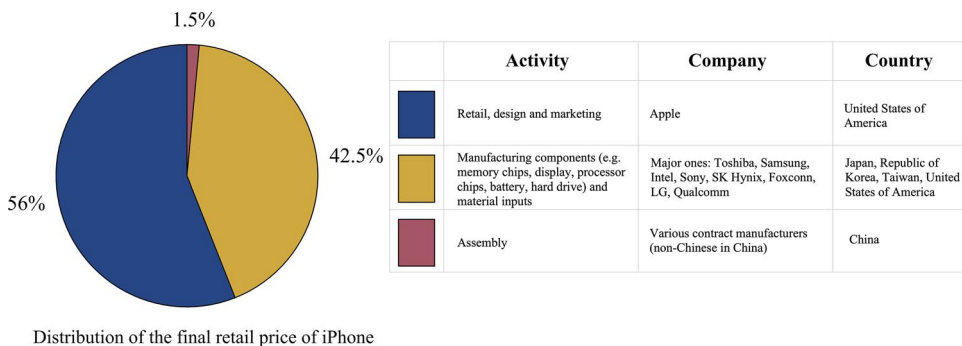 1.5%
42.5%
56%
Distribution of the final retail price of iPhone
Activity Company Country
Retail, design and marketing
Apple
United States of
America
Manufacturing components (e.g.
memory chips, display, processor
chips, battery, hard drive) and
material inputs
Major ones: Toshiba, Samsung,
Intel, Sony, SK Hynix, Foxconn,
LG, Qualcomm
Japan, Republic of
Korea, Taiwan, United
States of America
Assembly
Various contract manufacturers
(non-Chinese in China)
China